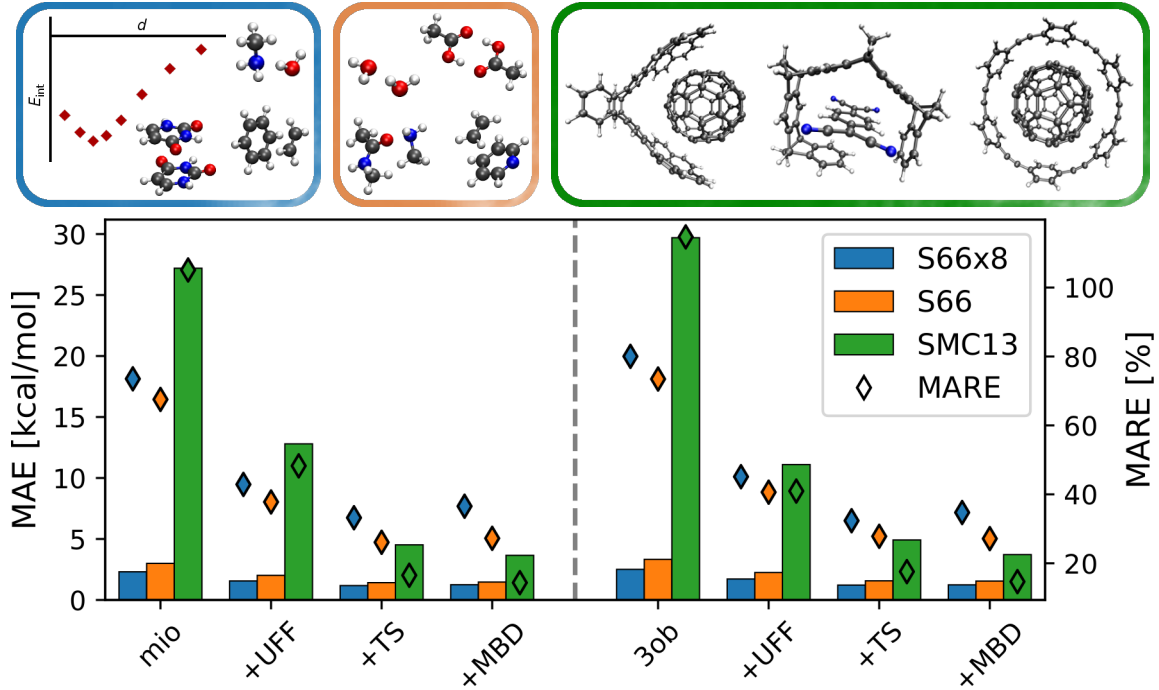 d
E_int
MAE [kcal/mol]
30
25
20
15
10
5
0
S66x8
S66
SMC13
MARE
100
80
60
40
20
MARE [%]
mio
+UFF
+TS
+MBD
3ob
+UFF
+TS
+MBD